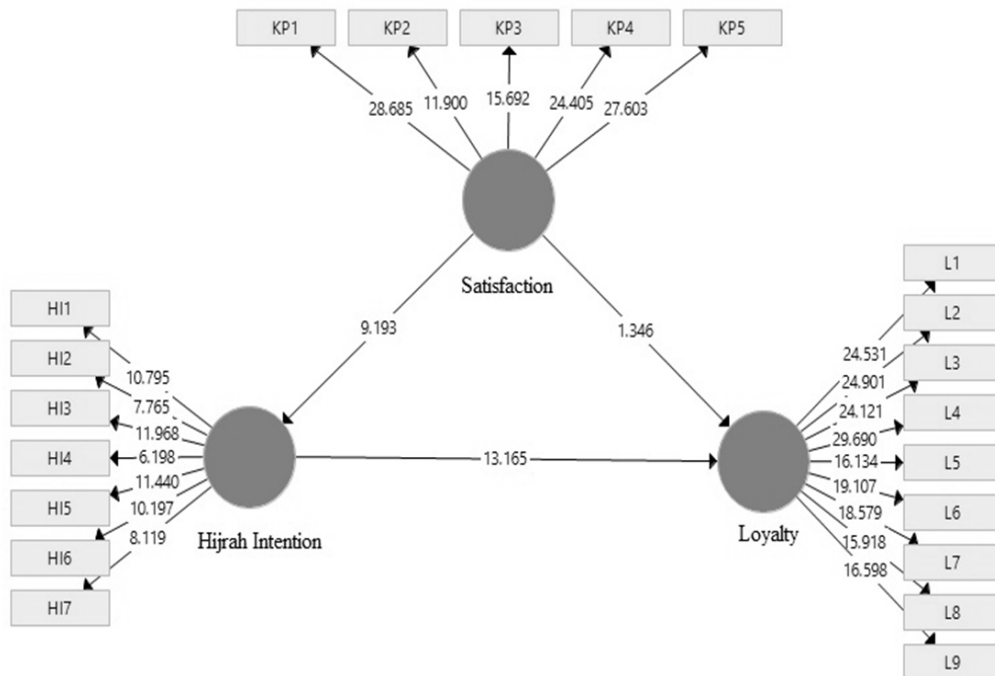 KP1 KP2 KP3 KP4 KP5
28.685 11.900 15.692 24.405 27.603
Satisfaction
9.193 1.346
HI1
HI2
HI3
HI4
HI5
HI6
HI7
10.795
7.765
11.968
6.198
11.440
10.197
8.119
Hijrah Intention
13.165
Loyalty
24.531
24.901
24.121
29.690
16.134
19.107
18.579
15.918
16.598
L1
L2
L3
L4
L5
L6
L7
L8
L9